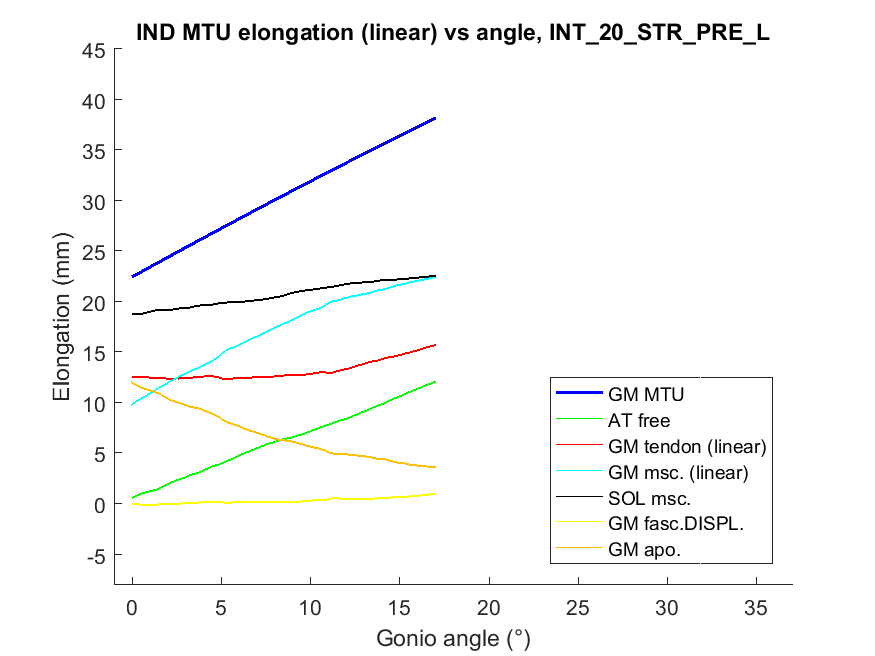 IND MTU elongation (linear) vs angle, INT_20_STR_PRE_L
45
40
35
30
25
20
15
10
5
0
-5
Elongation (mm)
0 5 10 15 20 25 30 35
Gonio angle (°)
GM MTU
AT free
GM tendon (linear)
GM msc. (linear)
SOL msc.
GM fasc.DISPL.
GM apo.